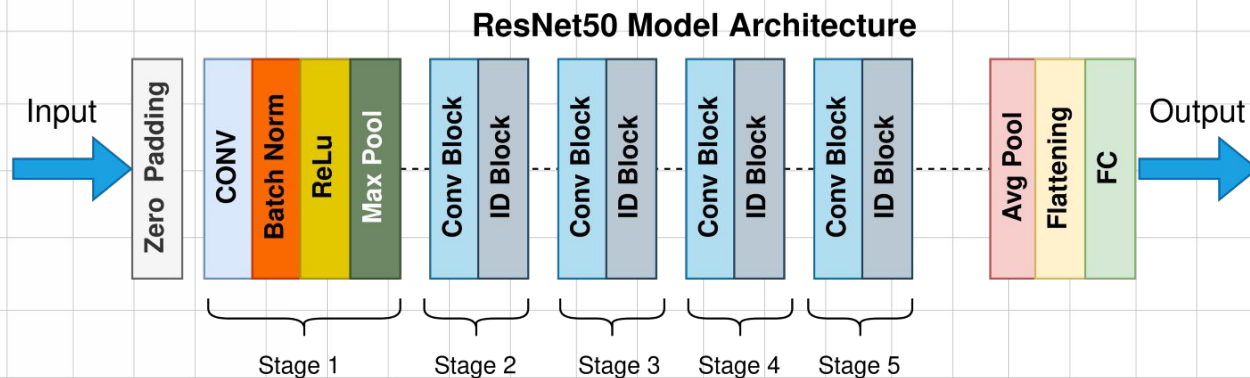 ResNet50 Model Architecture
Input
Zero Padding
CONV
Batch Norm
ReLu
Max Pool
Conv Block
ID Block
Conv Block
ID Block
Conv Block
ID Block
Conv Block
ID Block
Avg Pool
Flattening
FC
Output
Stage 1
Stage 2
Stage 3
Stage 4
Stage 5